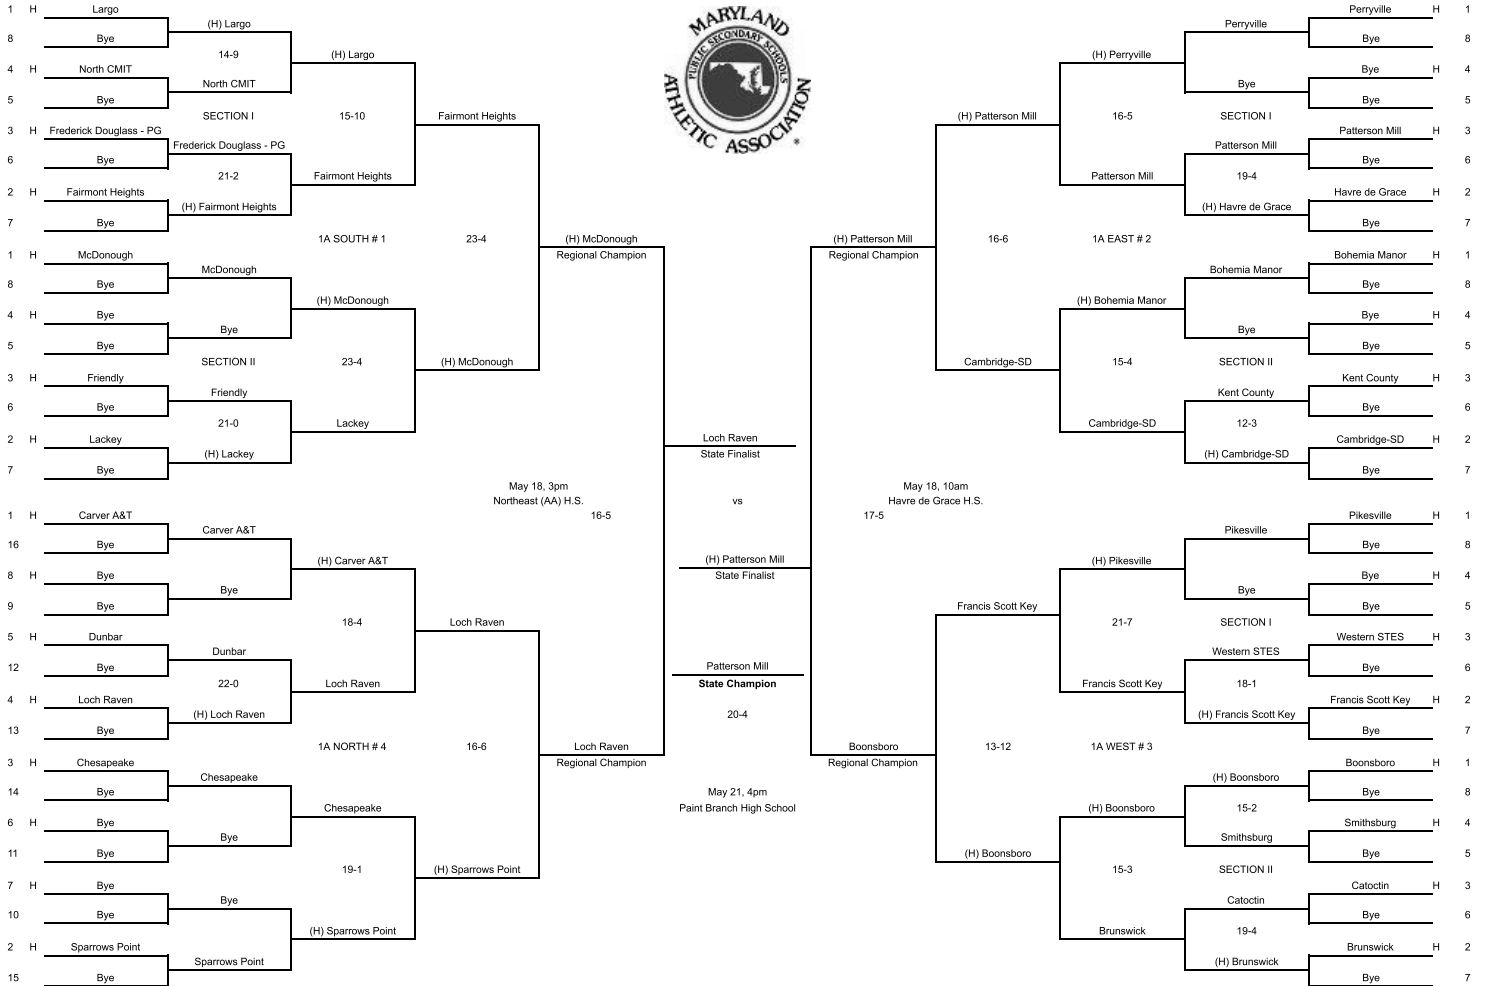 MARYLAND
PUBLIC SECONDARY SCHOOLS
ATHLETIC ASSOCIATION
®
1 H Largo
8 Bye
(H) Largo
14-9
4 H North CMIT
5 Bye
North CMIT
(H) Largo
SECTION I
15-10
3 H Frederick Douglass - PG
6 Bye
Frederick Douglass - PG
21-2
2 H Fairmont Heights
7 Bye
(H) Fairmont Heights
Fairmont Heights
Fairmont Heights
1A SOUTH # 1
23-4
(H) McDonough
Regional Champion
1 H McDonough
8 Bye
McDonough
4 H Bye
5 Bye
Bye
(H) McDonough
SECTION II
23-4
(H) McDonough
3 H Friendly
6 Bye
Friendly
21-0
2 H Lackey
7 Bye
(H) Lackey
Lackey
May 18, 3pm
Northeast (AA) H.S.
16-5
1 H Carver A&T
16 Bye
Carver A&T
8 H Bye
9 Bye
Bye
(H) Carver A&T
18-4
5 H Dunbar
12 Bye
Dunbar
22-0
4 H Loch Raven
13 Bye
(H) Loch Raven
Loch Raven
Loch Raven
1A NORTH # 4
16-6
Loch Raven
Regional Champion
3 H Chesapeake
14 Bye
Chesapeake
6 H Bye
11 Bye
Bye
Chesapeake
19-1
(H) Sparrows Point
7 H Bye
10 Bye
Bye
2 H Sparrows Point
15 Bye
Sparrows Point
(H) Sparrows Point
Loch Raven
State Finalist
vs
(H) Patterson Mill
State Finalist
Patterson Mill
State Champion
20-4
May 21, 4pm
Paint Branch High School
Perryville H 1
Bye 8
Perryville
Bye H 4
Bye 5
Bye
(H) Perryville
16-5
SECTION I
Patterson Mill H 3
Bye 6
Patterson Mill
19-4
Havre de Grace H 2
Bye 7
(H) Havre de Grace
Patterson Mill
(H) Patterson Mill
(H) Patterson Mill
Regional Champion
16-6
1A EAST # 2
Bohemia Manor H 1
Bye 8
Bohemia Manor
Bye H 4
Bye 5
Bye
(H) Bohemia Manor
15-4
SECTION II
Cambridge-SD
Kent County H 3
Bye 6
Kent County
12-3
Cambridge-SD H 2
Bye 7
(H) Cambridge-SD
Cambridge-SD
May 18, 10am
Havre de Grace H.S.
17-5
Pikesville H 1
Bye 8
Pikesville
Bye H 4
Bye 5
Bye
(H) Pikesville
Francis Scott Key
21-7
SECTION I
Western STES H 3
Bye 6
Western STES
18-1
Francis Scott Key H 2
Bye 7
(H) Francis Scott Key
Francis Scott Key
Boonsboro
Regional Champion
13-12
1A WEST # 3
Boonsboro H 1
Bye 8
(H) Boonsboro
15-2
Smithsburg H 4
Bye 5
Smithsburg
(H) Boonsboro
(H) Boonsboro
15-3
SECTION II
Catoctin H 3
Bye 6
Catoctin
19-4
Brunswick H 2
Bye 7
(H) Brunswick
Brunswick